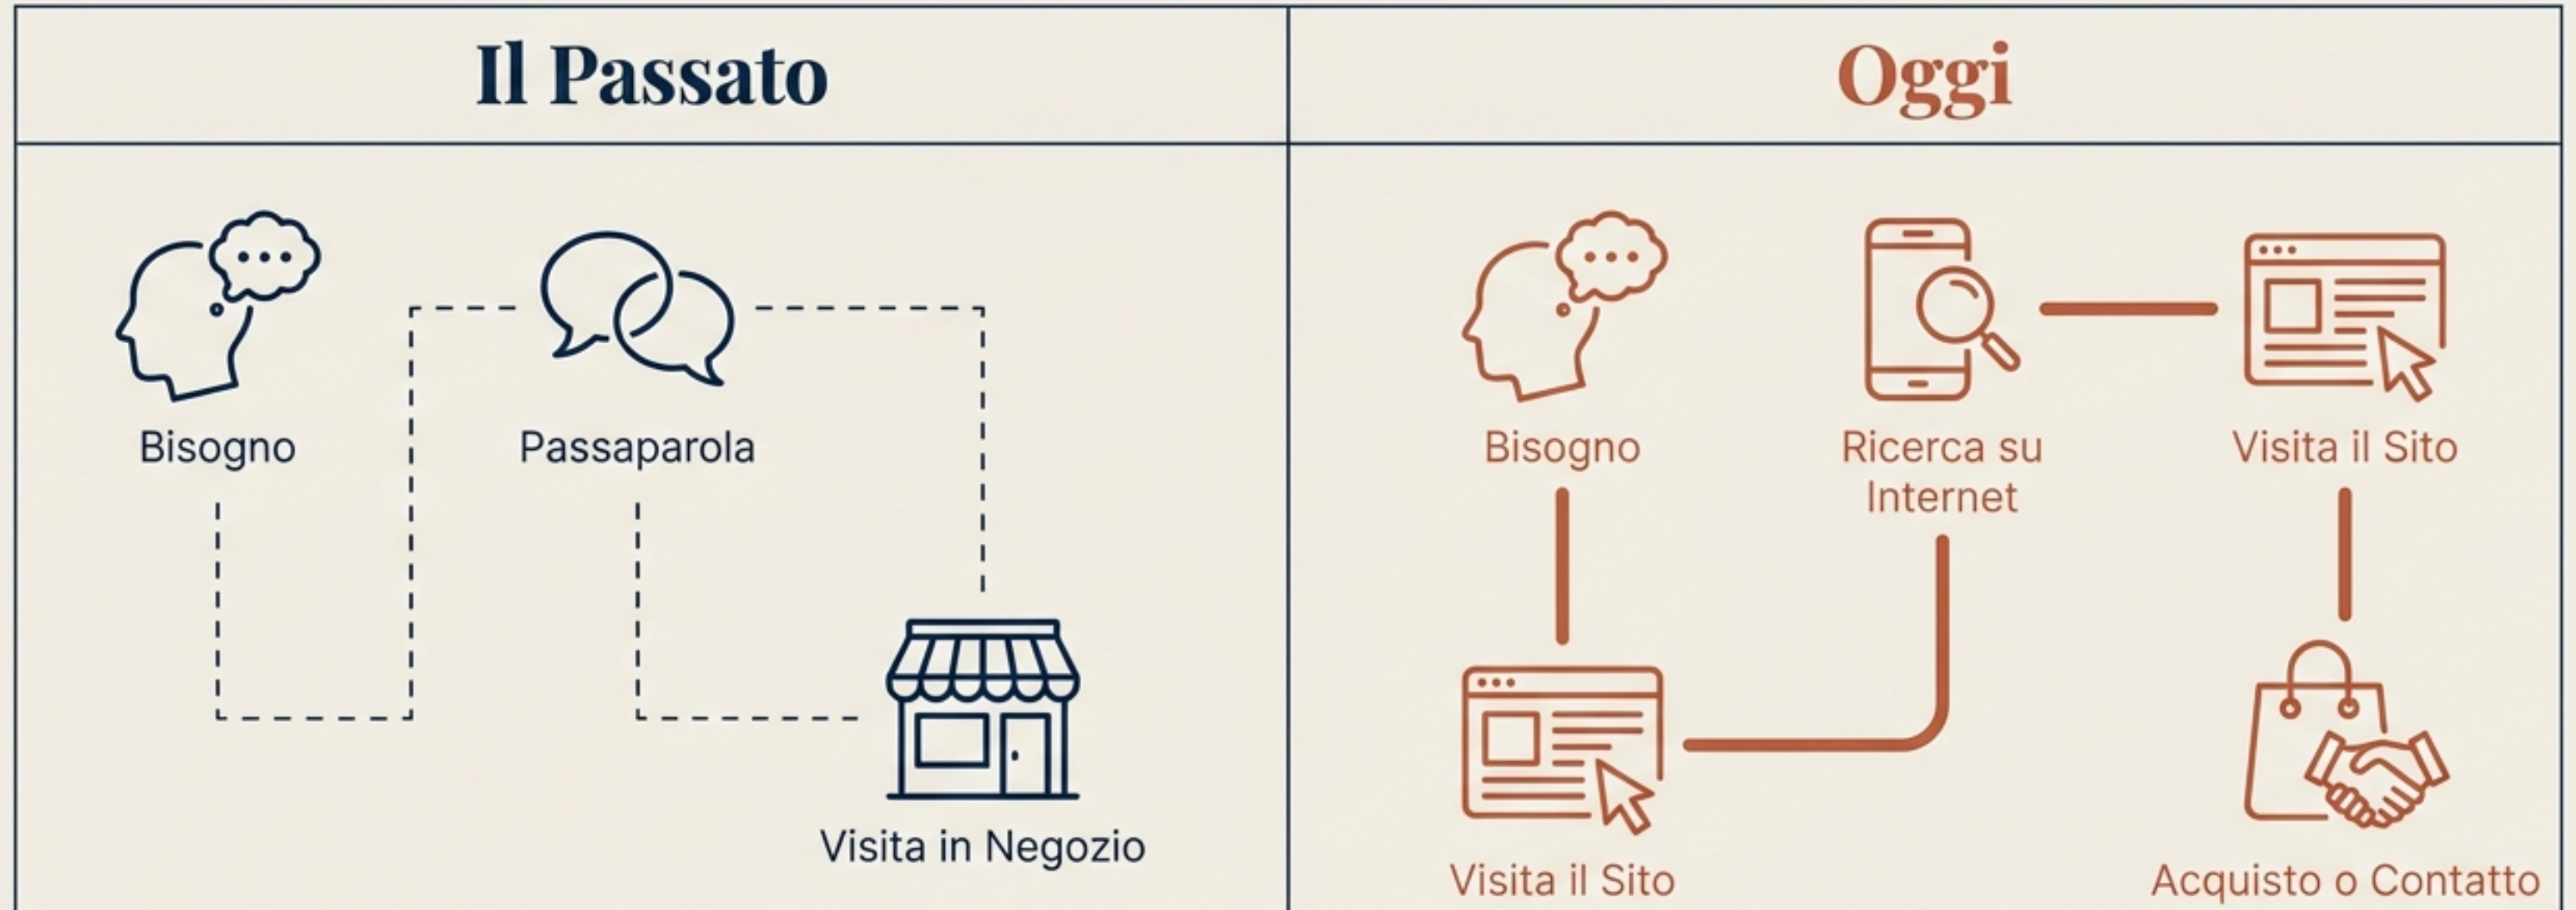 Il Passato
Oggi
Bisogno
Passaparola
Visita in Negozio
Bisogno
Ricerca su
Internet
Visita il Sito
Visita il Sito
Acquisto o Contatto